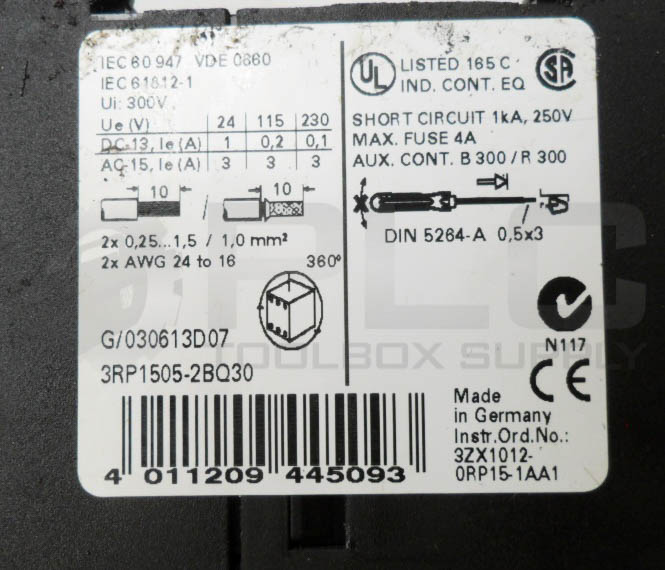 IEC 60 947 VDE 0660
IEC 61812-1
Ui: 300V
Ue (V) 24 115 230
DC-13, Ie (A) 1 0,2 0,1
AC-15, Ie (A) 3 3 3
10 / 10
2x 0,25...1,5 / 1,0 mm²
2x AWG 24 to 16
360°
G/030613D07
3RP1505-2BQ30
4 011209 445093
UL LISTED 165 C
IND. CONT. EQ
SA
SHORT CIRCUIT 1kA, 250V
MAX. FUSE 4A
AUX. CONT. B 300 / R 300
DIN 5264-A 0,5x3
N117
CE
Made
in Germany
Instr.Ord.No.:
3ZX1012-
0RP15-1AA1
PLC
TOOLBOX SUPPLY